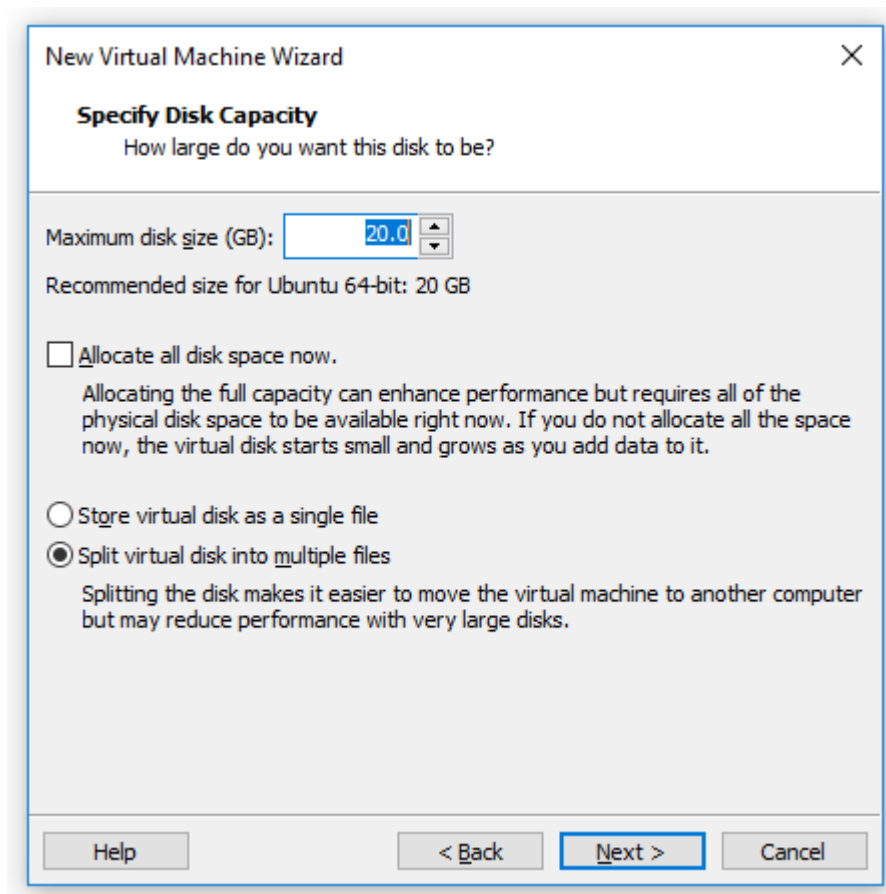 New Virtual Machine Wizard
Specify Disk Capacity
How large do you want this disk to be?
Maximum disk size (GB): 20.0
Recommended size for Ubuntu 64-bit: 20 GB
Allocate all disk space now.
Allocating the full capacity can enhance performance but requires all of the
physical disk space to be available right now. If you do not allocate all the space
now, the virtual disk starts small and grows as you add data to it.
Store virtual disk as a single file
Split virtual disk into multiple files
Splitting the disk makes it easier to move the virtual machine to another computer
but may reduce performance with very large disks.
Help < Back Next > Cancel